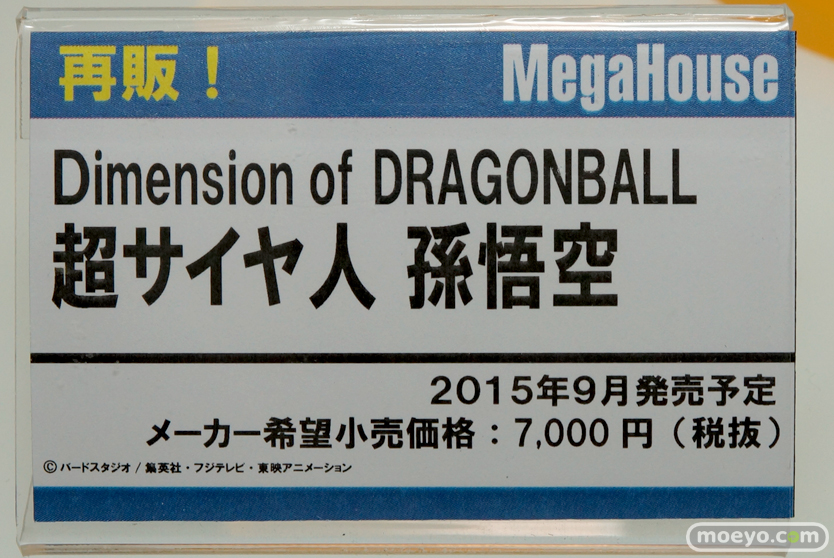 再販！ MegaHouse
Dimension of DRAGONBALL
超サイヤ人 孫悟空
2015年9月発売予定
メーカー希望小売価格：7,000 円（税抜）
©バードスタジオ / 集英社・フジテレビ・東映アニメーション
moeyo.com